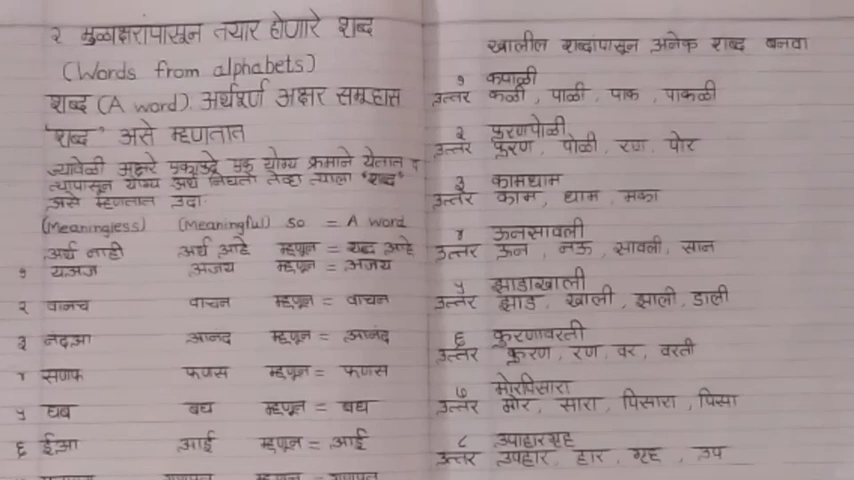 २ मुळाक्षरांपासून तयार होणारे शब्द
(Words from alphabets)
शब्द (A word) अर्थपूर्ण अक्षर समूहास
"शब्द" असे म्हणतात
ज्यावेळी अक्षरे एकापुढे एक योग्य क्रमाने येतात व
त्यापासून योग्य अर्थ निघतो तेव्हा त्याला "शब्द"
असे म्हणतात उदा.
(Meaningless) (Meaningful) so = A word
अर्थ नाही अर्थ आहे म्हणून = शब्द आहे
१ यअज अजय म्हणून = अजय
२ वानच वाचन म्हणून = वाचन
३ नंदआ आनंद म्हणून = आनंद
४ सणफ फणस म्हणून = फणस
५ घब बघ म्हणून = बघ
६ ईआ आई म्हणून = आई
खालील शब्दांपासून अनेक शब्द बनवा
१ कपाळी
उत्तर कळी, पाळी, पाक, पाकळी
२ पुरणपोळी
उत्तर पुरण, पोळी, रण, पोर
३ कामधाम
उत्तर काम, धाम, मका
४ ऊनसावली
उत्तर ऊन, नऊ, सावली, सान
५ झाडाखाली
उत्तर झाड, खाली, झाली, डाली
६ कुरणावरती
उत्तर कुरण, रण, वर, वरती
७ मोरपिसारा
उत्तर मोर, सारा, पिसारा, पिसा
८ उपाहारगृह
उत्तर उपहार, हार, गृह, उप